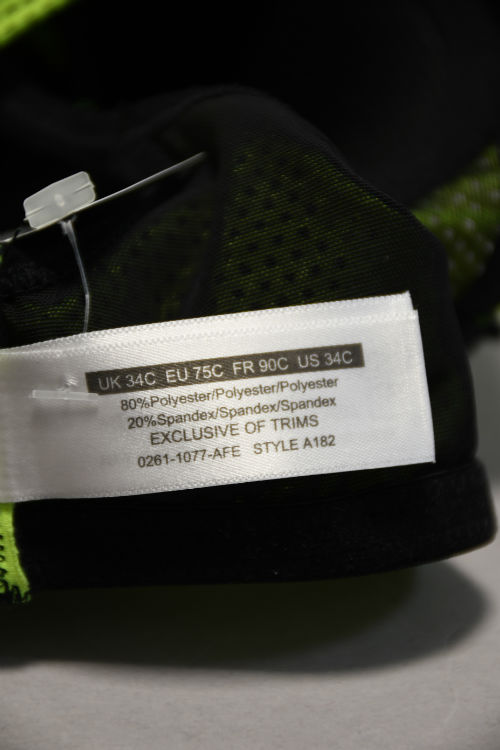 UK 34C EU 75C FR 90C US 34C
80%Polyester/Polyester/Polyester
20%Spandex/Spandex/Spandex
EXCLUSIVE OF TRIMS
0261-1077-AFE STYLE A182